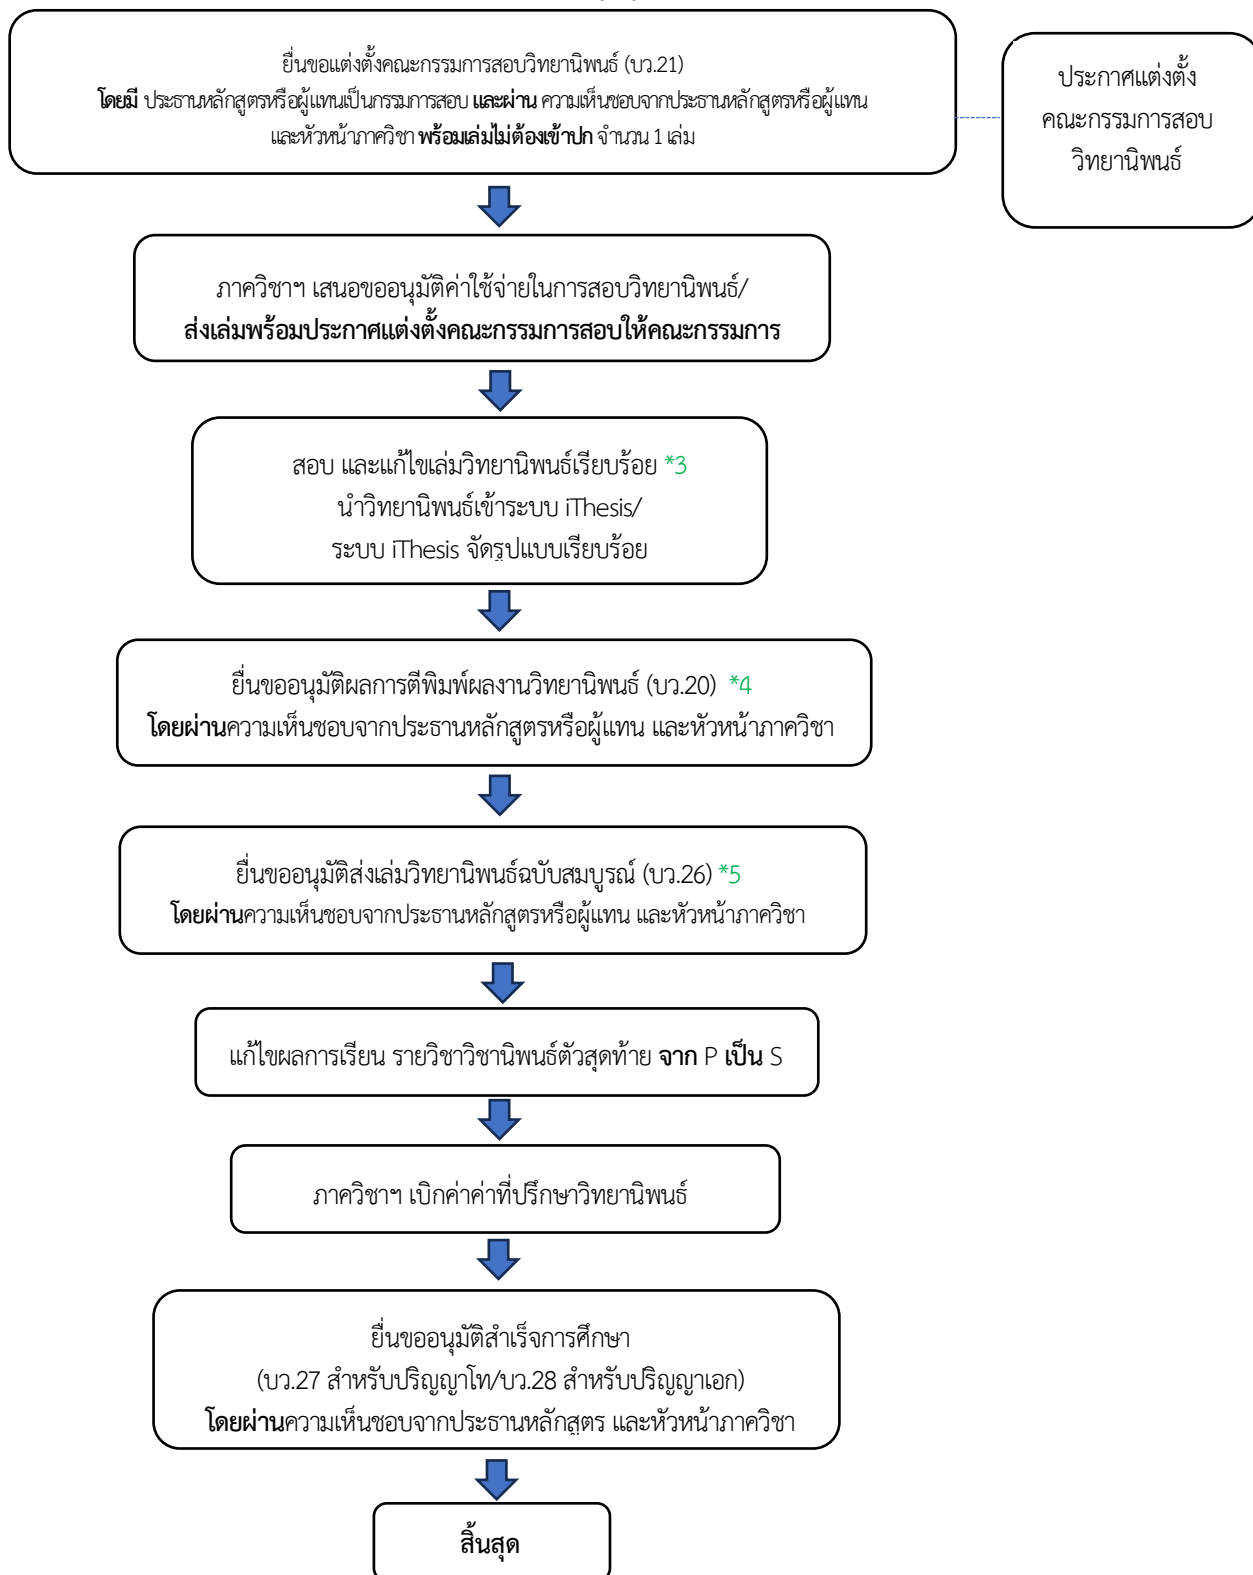 ยื่นขอแต่งตั้งคณะกรรมการสอบวิทยานิพนธ์ (บว.21)
โดยมี ประธานหลักสูตรหรือผู้แทนเป็นกรรมการสอบ และผ่าน ความเห็นชอบจากประธานหลักสูตรหรือผู้แทน
และหัวหน้าภาควิชา พร้อมเล่มไม่ต้องเข้าปก จำนวน 1 เล่ม
ประกาศแต่งตั้ง
คณะกรรมการสอบ
วิทยานิพนธ์
ภาควิชาฯ เสนอขออนุมัติค่าใช้จ่ายในการสอบวิทยานิพนธ์/
ส่งเล่มพร้อมประกาศแต่งตั้งคณะกรรมการสอบให้คณะกรรมการ
สอบ และแก้ไขเล่มวิทยานิพนธ์เรียบร้อย *3
นำวิทยานิพนธ์เข้าระบบ iThesis/
ระบบ iThesis จัดรูปแบบเรียบร้อย
ยื่นขออนุมัติผลการตีพิมพ์ผลงานวิทยานิพนธ์ (บว.20) *4
โดยผ่านความเห็นชอบจากประธานหลักสูตรหรือผู้แทน และหัวหน้าภาควิชา
ยื่นขออนุมัติส่งเล่มวิทยานิพนธ์ฉบับสมบูรณ์ (บว.26) *5
โดยผ่านความเห็นชอบจากประธานหลักสูตรหรือผู้แทน และหัวหน้าภาควิชา
แก้ไขผลการเรียน รายวิชาวิชานิพนธ์ตัวสุดท้าย จาก P เป็น S
ภาควิชาฯ เบิกค่าค่าที่ปรึกษาวิทยานิพนธ์
ยื่นขออนุมัติสำเร็จการศึกษา
(บว.27 สำหรับปริญญาโท/บว.28 สำหรับปริญญาเอก)
โดยผ่านความเห็นชอบจากประธานหลักสูตร และหัวหน้าภาควิชา
สิ้นสุด